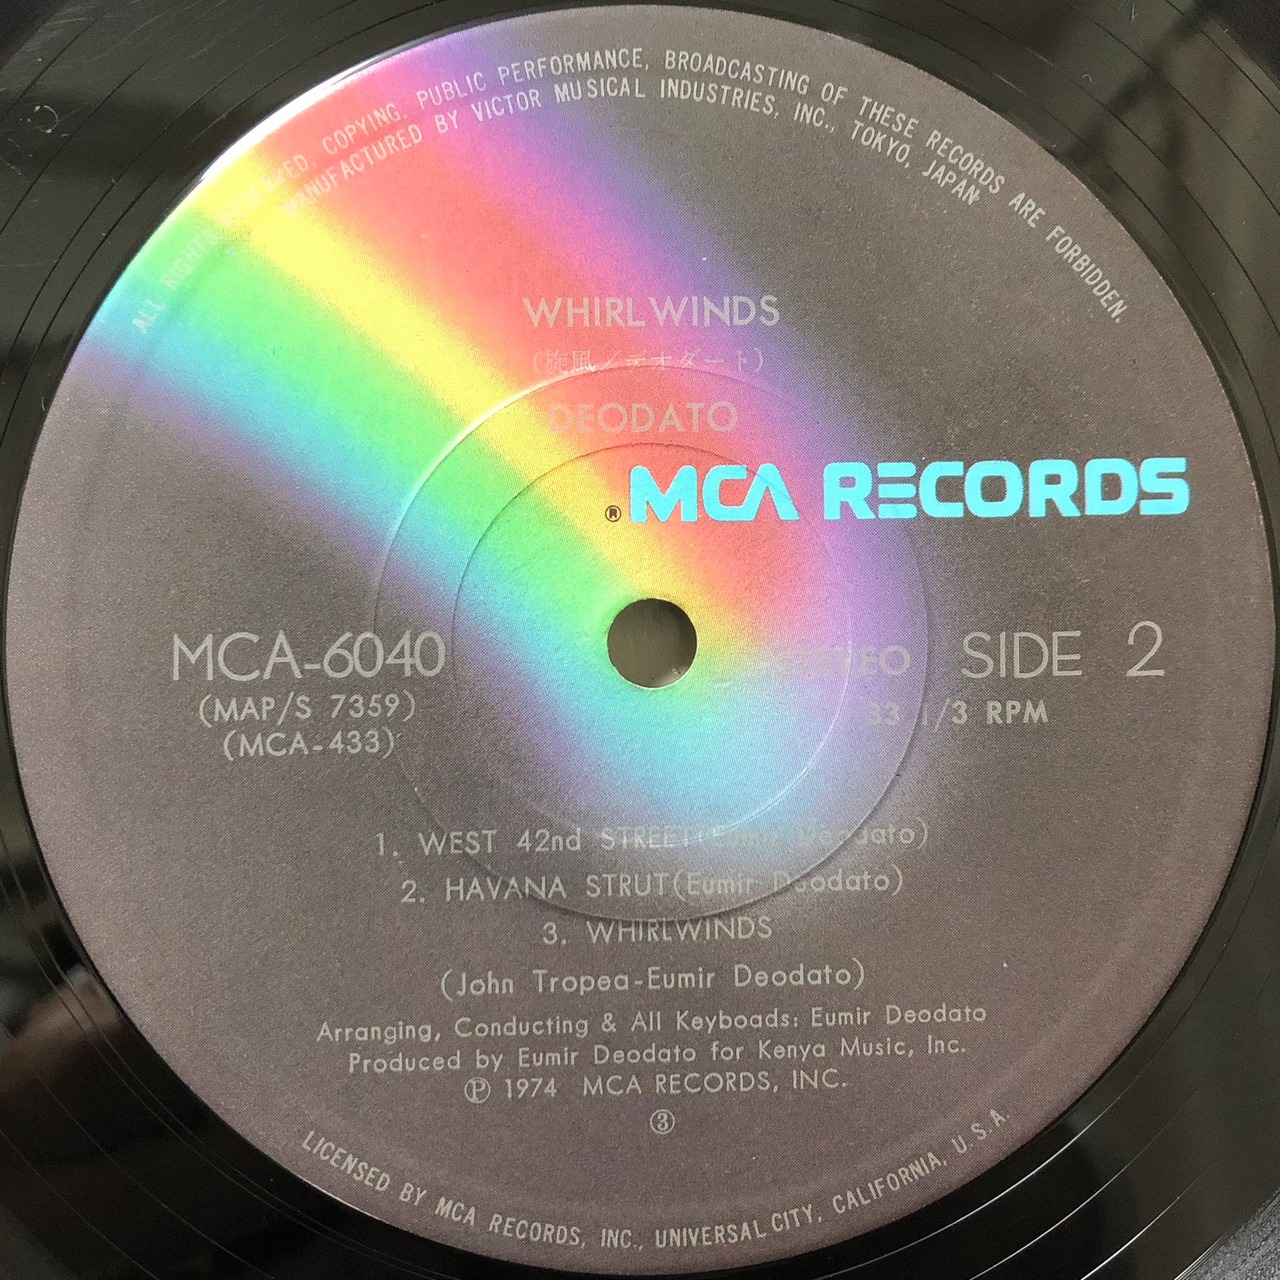 ALL RIGHTS RESERVED. COPYING, PUBLIC PERFORMANCE, BROADCASTING OF THESE RECORDS ARE FORBIDDEN.
MANUFACTURED BY VICTOR MUSICAL INDUSTRIES, INC., TOKYO, JAPAN
WHIRLWINDS
(旋風/デオダート)
DEODATO
® MCA RECORDS
MCA-6040
(MAP/S 7359)
(MCA-433)
STEREO SIDE 2
33 1/3 RPM
1. WEST 42nd STREET(Eumir Deodato)
2. HAVANA STRUT(Eumir Deodato)
3. WHIRLWINDS
(John Tropea-Eumir Deodato)
Arranging, Conducting & All Keyboads: Eumir Deodato
Produced by Eumir Deodato for Kenya Music, Inc.
℗ 1974 MCA RECORDS, INC.
③
LICENSED BY MCA RECORDS, INC., UNIVERSAL CITY, CALIFORNIA, U.S.A.